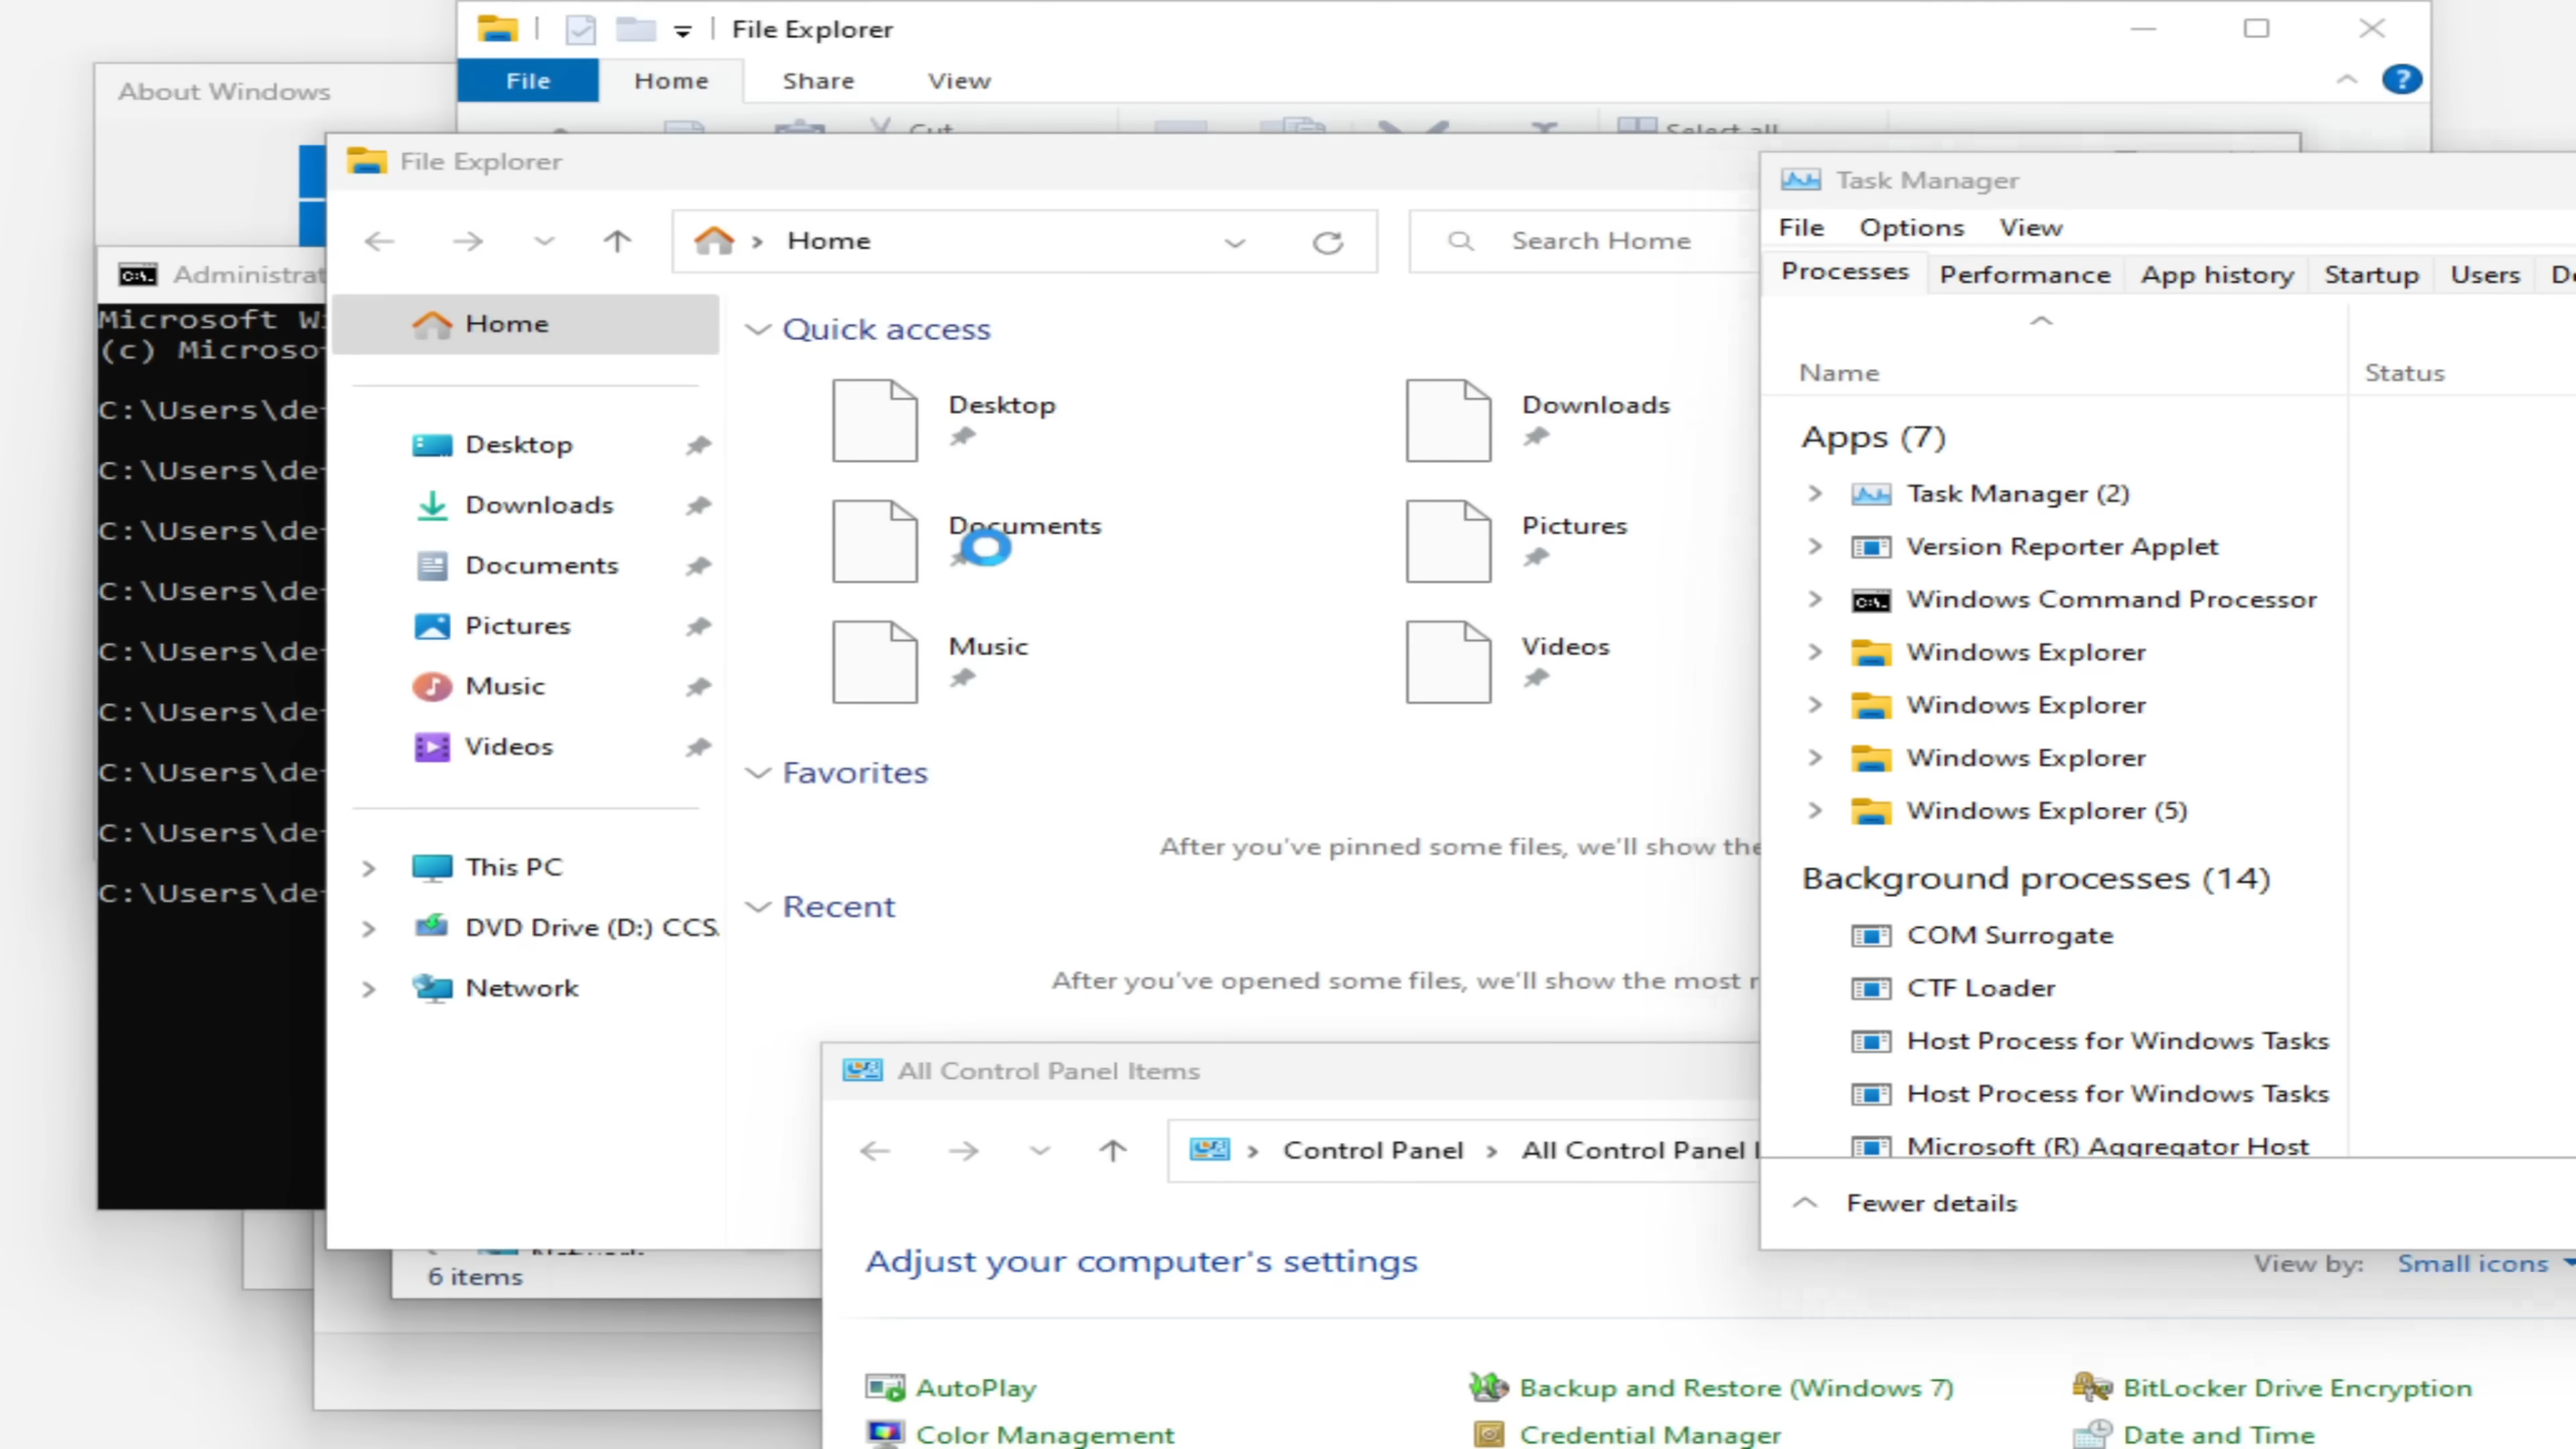 File Explorer
File Home Share View
Cut Select all
About Windows
File Explorer
Home
Search Home
Home
Desktop
Downloads
Documents
Pictures
Music
Videos
This PC
DVD Drive (D:) CCS
Network
Quick access
Desktop
Downloads
Documents
Pictures
Music
Videos
Favorites
After you've pinned some files, we'll show the
Recent
After you've opened some files, we'll show the most r
Administrat
Microsoft Wi
(c) Microso
C:\Users\de
C:\Users\de
C:\Users\de
C:\Users\de
C:\Users\de
C:\Users\de
C:\Users\de
C:\Users\de
C:\Users\de
Network
6 items
Task Manager
File Options View
Processes Performance App history Startup Users De
Name Status
Apps (7)
Task Manager (2)
Version Reporter Applet
Windows Command Processor
Windows Explorer
Windows Explorer
Windows Explorer
Windows Explorer (5)
Background processes (14)
COM Surrogate
CTF Loader
Host Process for Windows Tasks
Host Process for Windows Tasks
Microsoft (R) Aggregator Host
Fewer details
All Control Panel Items
Control Panel > All Control Panel I
Adjust your computer's settings
View by: Small icons
AutoPlay
Backup and Restore (Windows 7)
BitLocker Drive Encryption
Color Management
Credential Manager
Date and Time